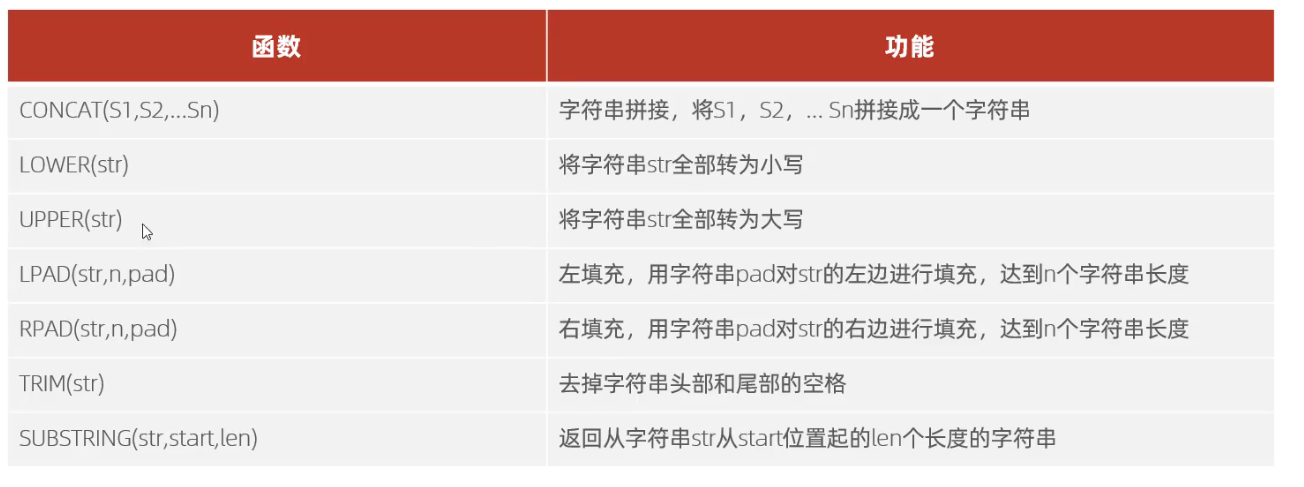 函数 功能
CONCAT(S1,S2,...Sn) 字符串拼接，将S1，S2，... Sn拼接成一个字符串
LOWER(str) 将字符串str全部转为小写
UPPER(str) 将字符串str全部转为大写
LPAD(str,n,pad) 左填充，用字符串pad对str的左边进行填充，达到n个字符串长度
RPAD(str,n,pad) 右填充，用字符串pad对str的右边进行填充，达到n个字符串长度
TRIM(str) 去掉字符串头部和尾部的空格
SUBSTRING(str,start,len) 返回从字符串str从start位置起的len个长度的字符串